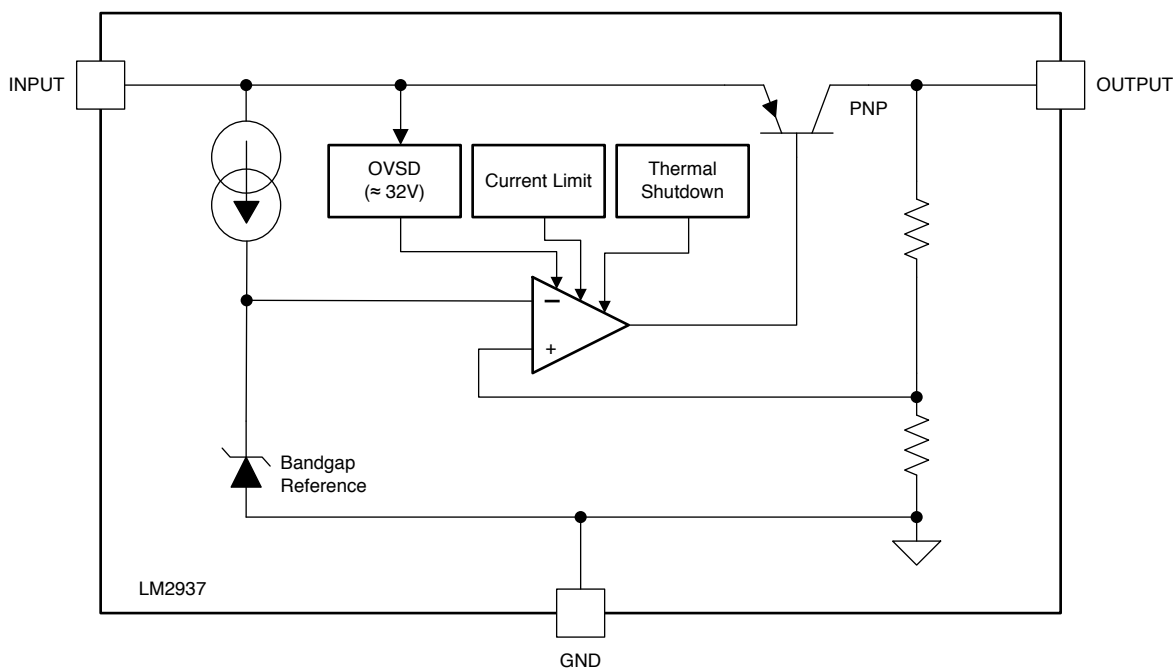 INPUT
OUTPUT
PNP
OVSD
(≈ 32V)
Current Limit
Thermal
Shutdown
−
+
Bandgap
Reference
LM2937
GND